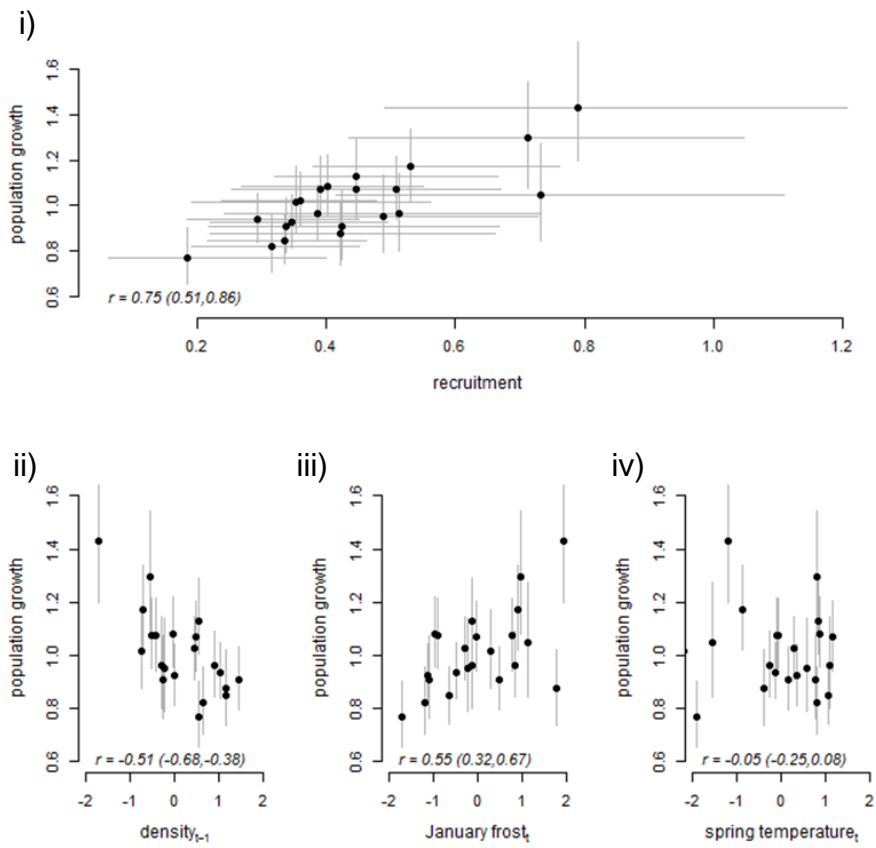 i)
population growth
1.6
1.4
1.2
1.0
0.8
0.6
r = 0.75 (0.51,0.86)
0.2 0.4 0.6 0.8 1.0 1.2
recruitment
ii)
population growth
1.6
1.4
1.2
1.0
0.8
0.6
r = -0.51 (-0.68,-0.38)
-2 -1 0 1 2
density t-1
iii)
population growth
1.6
1.4
1.2
1.0
0.8
0.6
r = 0.55 (0.32,0.67)
-2 -1 0 1 2
January frost t
iv)
population growth
1.6
1.4
1.2
1.0
0.8
0.6
r = -0.05 (-0.25,0.08)
-2 -1 0 1 2
spring temperature t